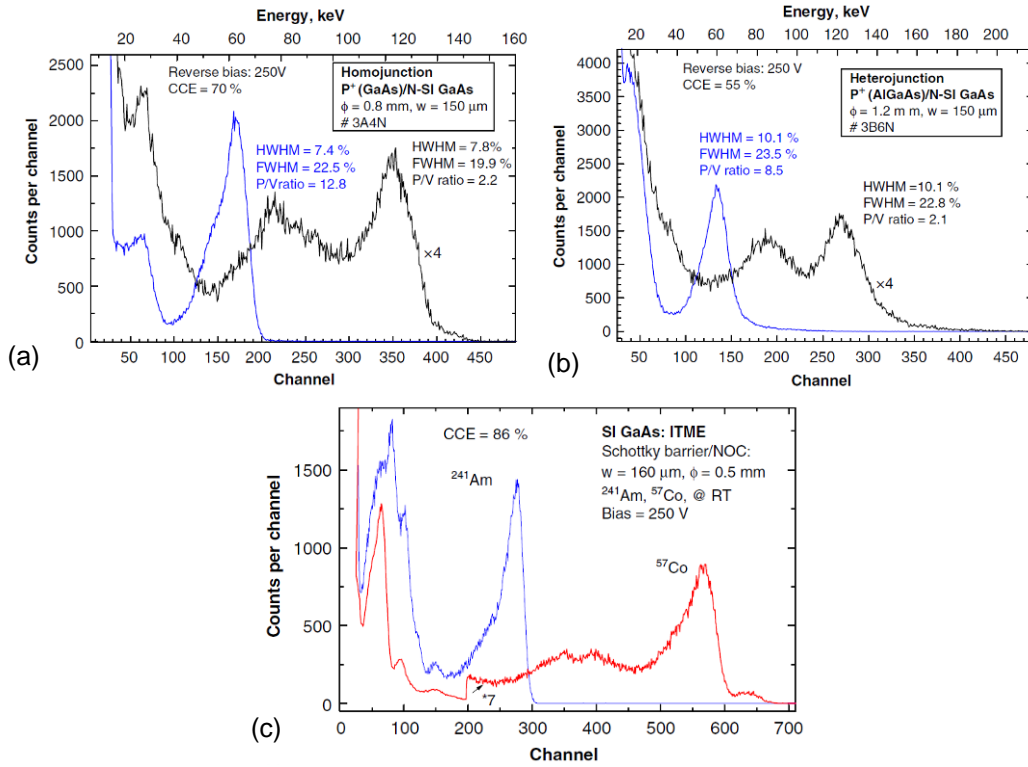 Energy, keV
20 40 60 80 100 120 140 160
2500
2000
1500
1000
500
0
Counts per channel
Reverse bias: 250V
CCE = 70 %
Homojunction
P⁺(GaAs)/N-SI GaAs
ϕ = 0.8 mm, w = 150 μm
# 3A4N
HWHM = 7.4 %
FWHM = 22.5 %
P/V ratio = 12.8
HWHM = 7.8%
FWHM = 19.9 %
P/V ratio = 2.2
×4
50 100 150 200 250 300 350 400 450
Channel
(a)
Energy, keV
20 40 60 80 100 120 140 160 180 200
4000
3500
3000
2500
2000
1500
1000
500
0
Counts per channel
Reverse bias: 250 V
CCE = 55 %
Heterojunction
P⁺ (AlGaAs)/N-SI GaAs
ϕ = 1.2 m m, w = 150 μm
# 3B6N
HWHM = 10.1 %
FWHM = 23.5 %
P/V ratio = 8.5
HWHM = 10.1%
FWHM = 22.8 %
P/V ratio = 2.1
×4
50 100 150 200 250 300 350 400 450
Channel
(b)
1500
1000
500
0
Counts per channel
CCE = 86 %
²⁴¹Am
SI GaAs: ITME
Schottky barrier/NOC:
w = 160 μm, ϕ = 0.5 mm
²⁴¹Am, ⁵⁷Co, @ RT
Bias = 250 V
⁵⁷Co
*7
0 100 200 300 400 500 600 700
Channel
(c)